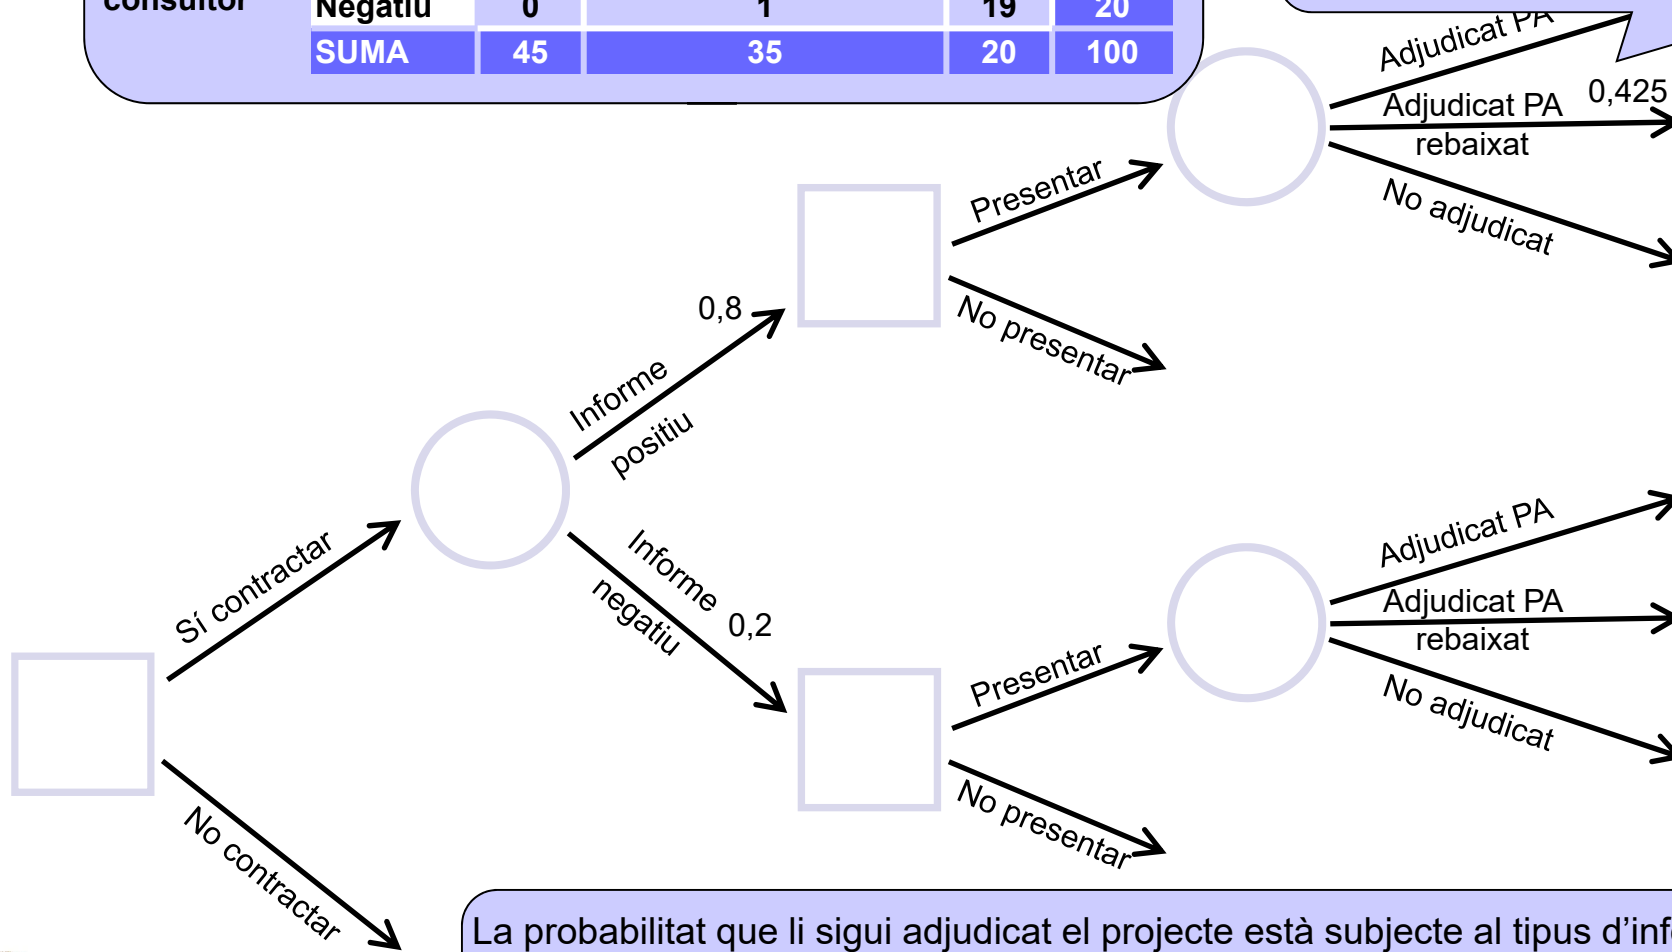 consultor
Negatiu 0 1 19 20
SUMA 45 35 20 100
Adjudicat PA
Adjudicat PA 0,425
rebaixat
No adjudicat
Presentar
No presentar
0,8
Informe
positiu
Sí contractar
Informe
negatiu 0,2
Adjudicat PA
Adjudicat PA
rebaixat
No adjudicat
Presentar
No presentar
No contractar
La probabilitat que li sigui adjudicat el projecte està subjecte al tipus d’inf